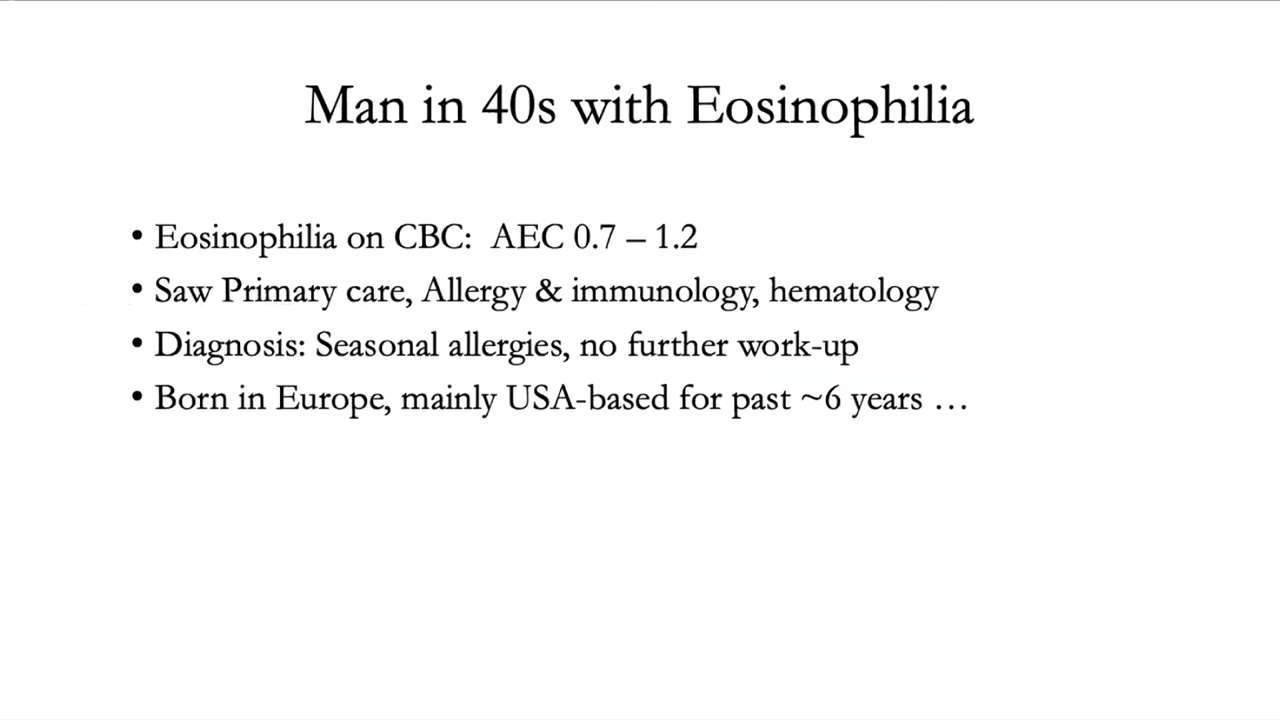 Man in 40s with Eosinophilia
• Eosinophilia on CBC:  AEC 0.7 – 1.2
• Saw Primary care, Allergy & immunology, hematology
• Diagnosis: Seasonal allergies, no further work-up
• Born in Europe, mainly USA-based for past ~6 years …